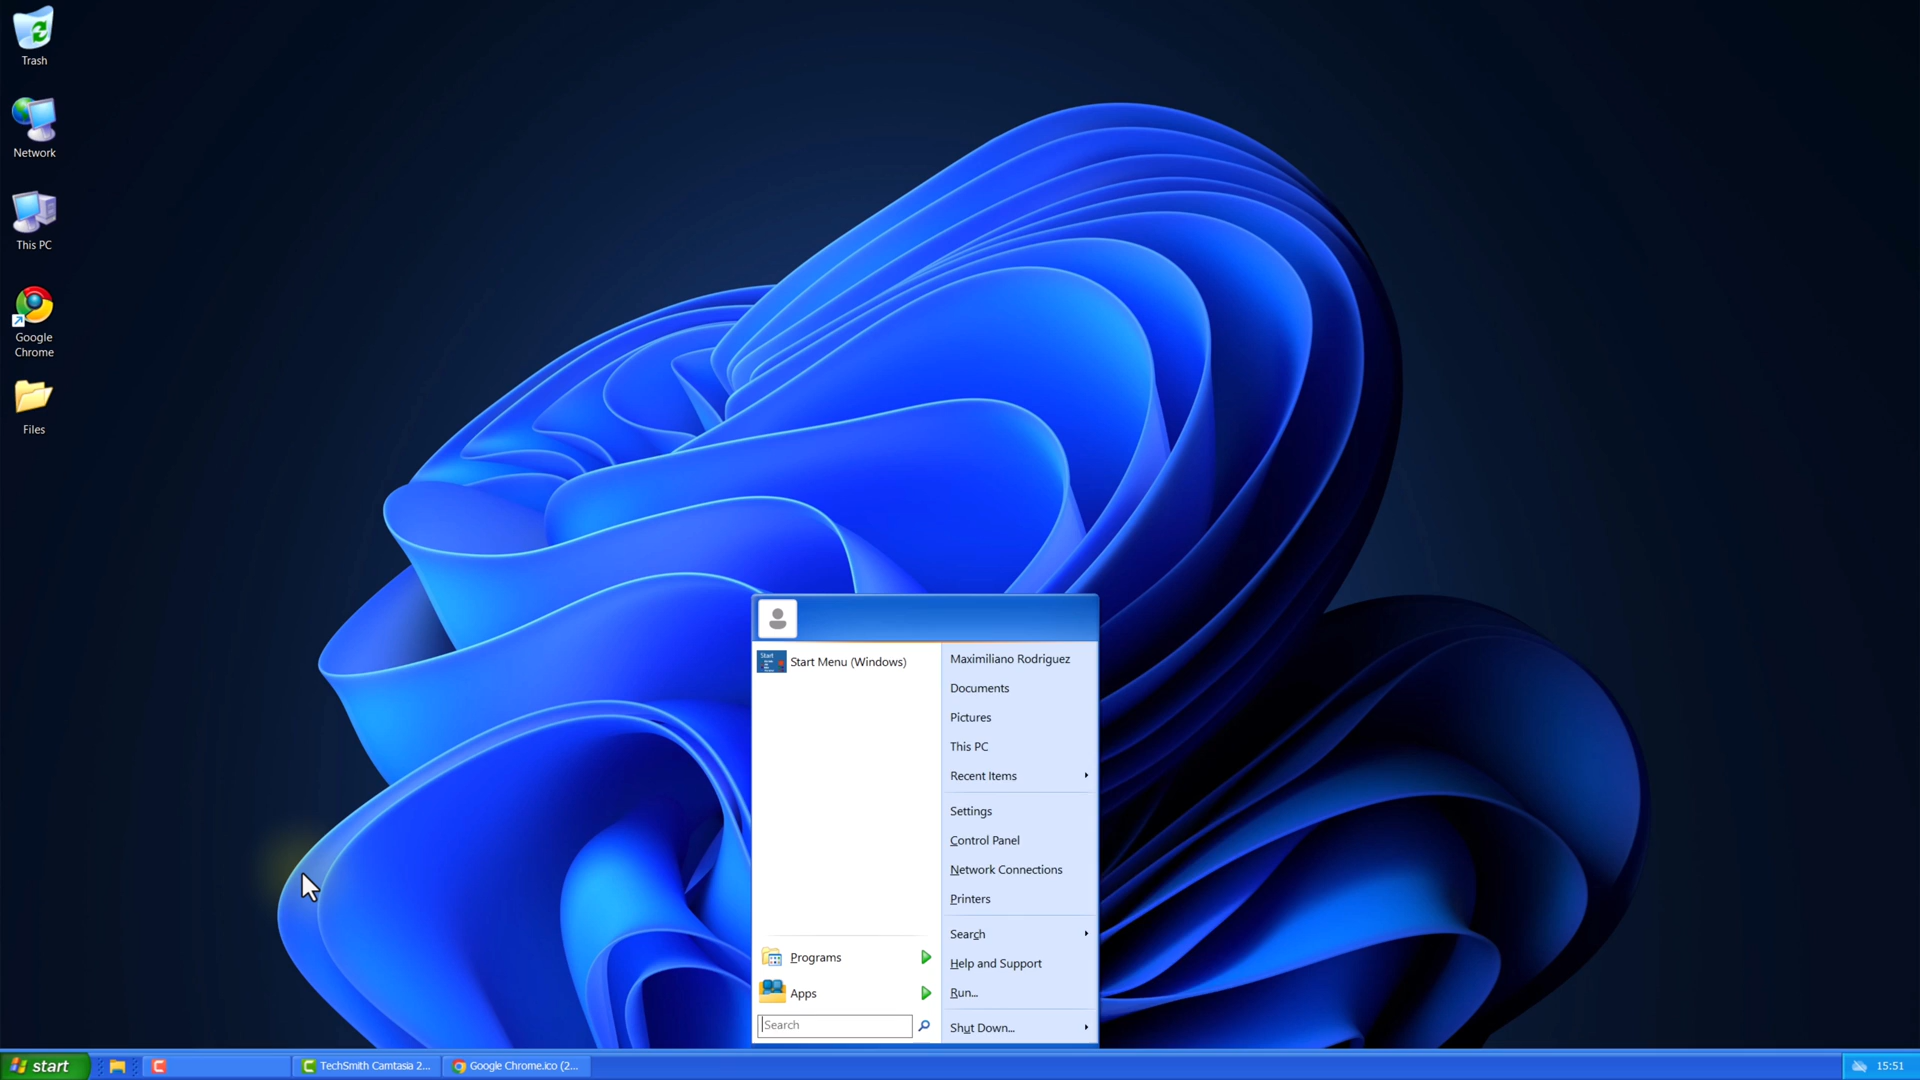 Trash
Network
This PC
Google
Chrome
Files
Start
Start Menu (Windows)
Programs
Apps
Search
Maximiliano Rodriguez
Documents
Pictures
This PC
Recent Items
Settings
Control Panel
Network Connections
Printers
Search
Help and Support
Run...
Shut Down...
start
TechSmith Camtasia 2...
Google Chrome.ico (2...
15:51